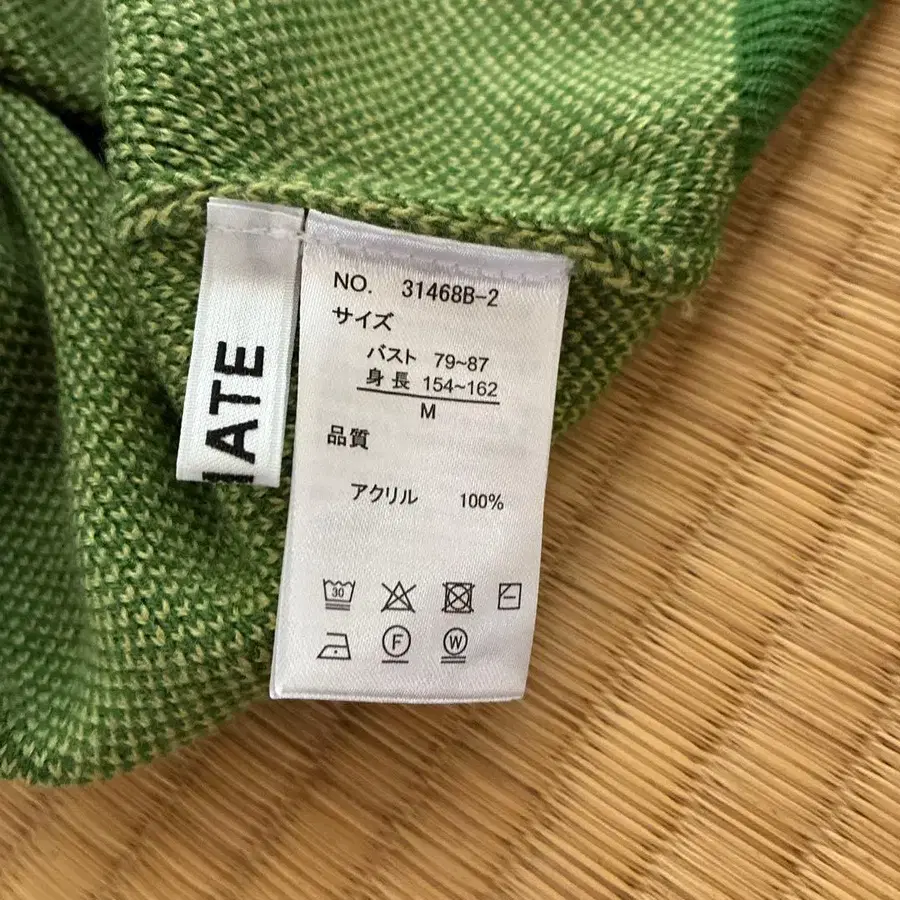 NO. 31468B-2
サイズ
バスト 79~87
身長 154~162
M
品質
アクリル 100%
30
F
W
ATE